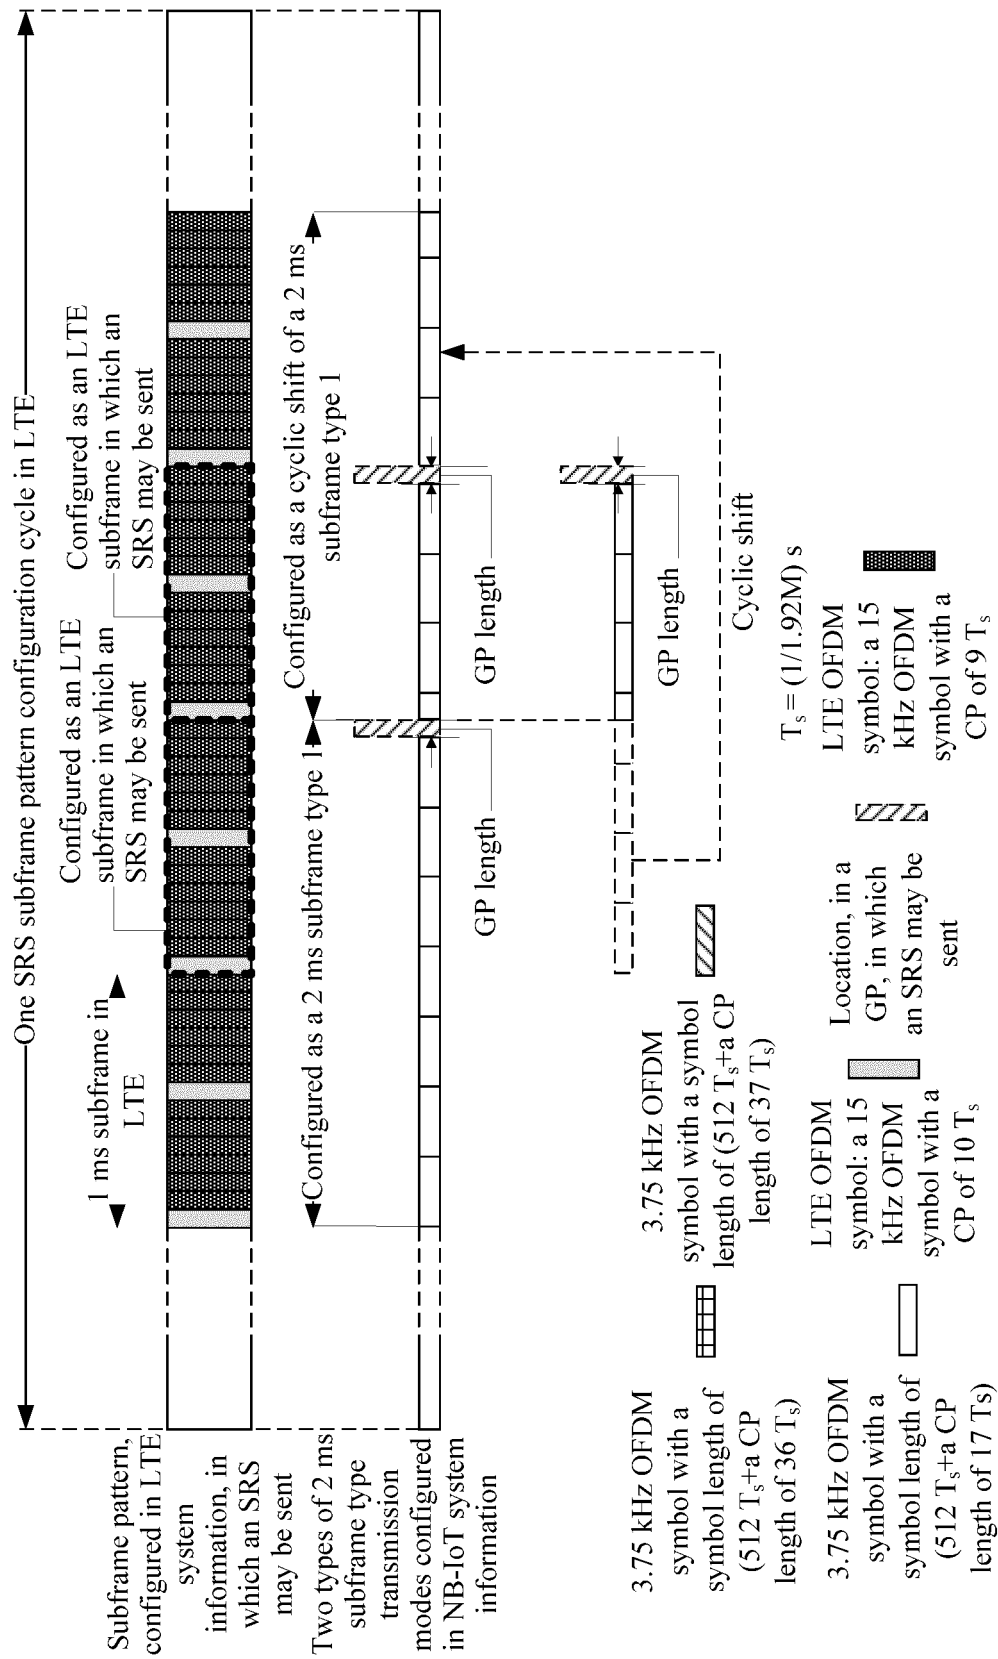 One SRS subframe pattern configuration cycle in LTE
Subframe pattern,
configured in LTE
system
information, in
which an SRS
may be sent
1 ms subframe in
LTE
Configured as an LTE
subframe in which an
SRS may be sent
Configured as an LTE
subframe in which an
SRS may be sent
Two types of 2 ms
subframe type
transmission
modes configured
in NB-IoT system
information
Configured as a 2 ms subframe type 1
Configured as a cyclic shift of a 2 ms
subframe type 1
GP length
GP length
GP length
Cyclic shift
3.75 kHz OFDM
symbol with a
symbol length of
(512 Ts+a CP
length of 36 Ts)
3.75 kHz OFDM
symbol with a symbol
length of (512 Ts+a CP
length of 37 Ts)
Ts = (1/1.92M) s
3.75 kHz OFDM
symbol with a
symbol length of
(512 Ts+a CP
length of 17 Ts)
LTE OFDM
symbol: a 15
kHz OFDM
symbol with a
CP of 10 Ts
Location, in a
GP, in which
an SRS may be
sent
LTE OFDM
symbol: a 15
kHz OFDM
symbol with a
CP of 9 Ts